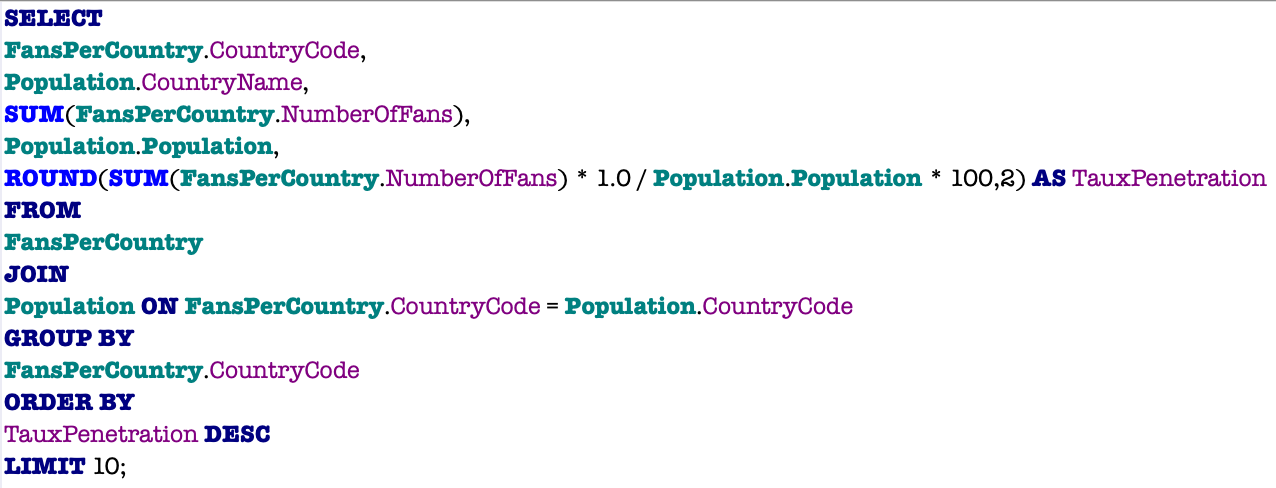 SELECT
FansPerCountry.CountryCode,
Population.CountryName,
SUM(FansPerCountry.NumberOfFans),
Population.Population,
ROUND(SUM(FansPerCountry.NumberOfFans) * 1.0 / Population.Population * 100,2) AS TauxPenetration
FROM
FansPerCountry
JOIN
Population ON FansPerCountry.CountryCode = Population.CountryCode
GROUP BY
FansPerCountry.CountryCode
ORDER BY
TauxPenetration DESC
LIMIT 10;